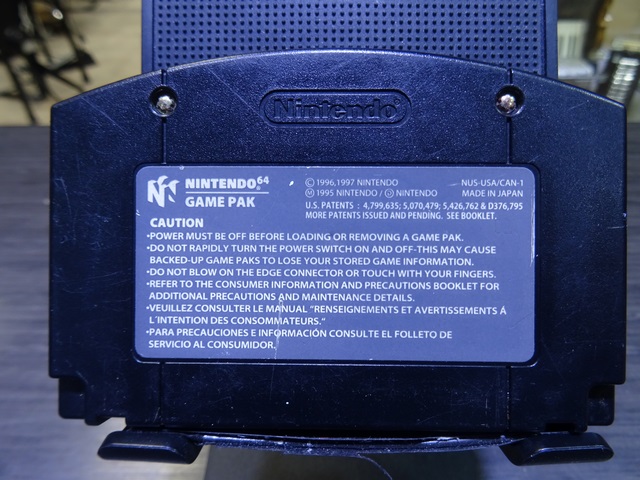 Nintendo
NINTENDO64
GAME PAK
© 1996,1997 NINTENDO
Ⓜ 1995 NINTENDO / Ⓙ NINTENDO
NUS-USA/CAN-1
MADE IN JAPAN
U.S. PATENTS : 4,799,635; 5,070,479; 5,426,762 & D376,795
MORE PATENTS ISSUED AND PENDING. SEE BOOKLET.
CAUTION
•POWER MUST BE OFF BEFORE LOADING OR REMOVING A GAME PAK.
•DO NOT RAPIDLY TURN THE POWER SWITCH ON AND OFF-THIS MAY CAUSE
BACKED-UP GAME PAKS TO LOSE YOUR STORED GAME INFORMATION.
•DO NOT BLOW ON THE EDGE CONNECTOR OR TOUCH WITH YOUR FINGERS.
•REFER TO THE CONSUMER INFORMATION AND PRECAUTIONS BOOKLET FOR
ADDITIONAL PRECAUTIONS AND MAINTENANCE DETAILS.
•VEUILLEZ CONSULTER LE MANUAL "RENSEIGNEMENTS ET AVERTISSEMENTS Á
L'INTENTION DES CONSOMMATEURS."
•PARA PRECAUCIONES E INFORMACIÓN CONSULTE EL FOLLETO DE
SERVICIO AL CONSUMIDOR.